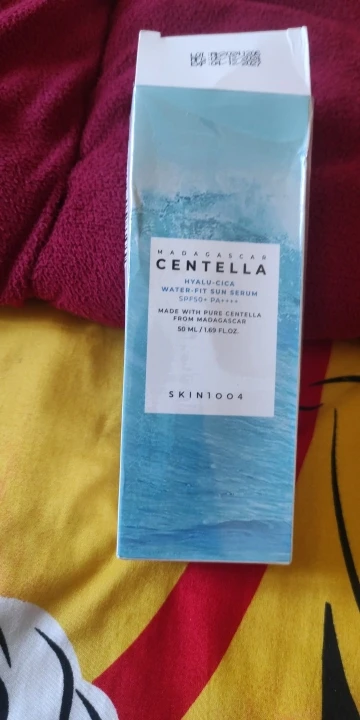 MADAGASCAR
CENTELLA
HYALU-CICA
WATER-FIT SUN SERUM
SPF50+ PA++++
MADE WITH PURE CENTELLA
FROM MADAGASCAR
50 ML / 1.69 FL.OZ.
SKIN1004